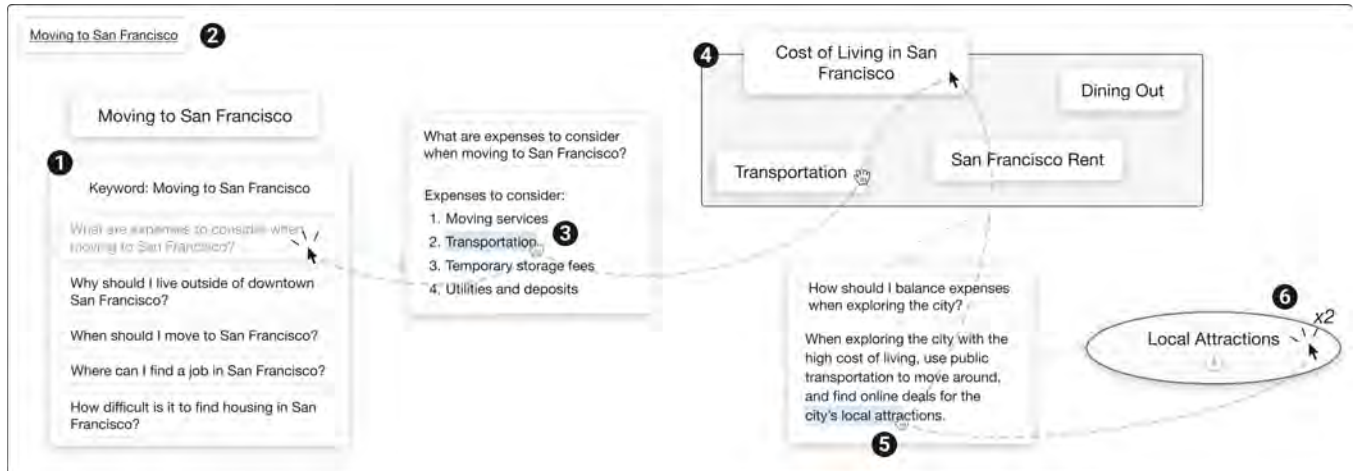 Moving to San Francisco
2
Moving to San Francisco
1
Keyword: Moving to San Francisco
What are expenses to consider when
moving to San Francisco?
Why should I live outside of downtown
San Francisco?
When should I move to San Francisco?
Where can I find a job in San Francisco?
How difficult is it to find housing in San
Francisco?
What are expenses to consider
when moving to San Francisco?
Expenses to consider:
1. Moving services
2. Transportation
3. Temporary storage fees
4. Utilities and deposits
3
4
Cost of Living in San
Francisco
Dining Out
San Francisco Rent
Transportation
How should I balance expenses
when exploring the city?
When exploring the city with the
high cost of living, use public
transportation to move around,
and find online deals for the
city's local attractions.
5
6
x2
Local Attractions